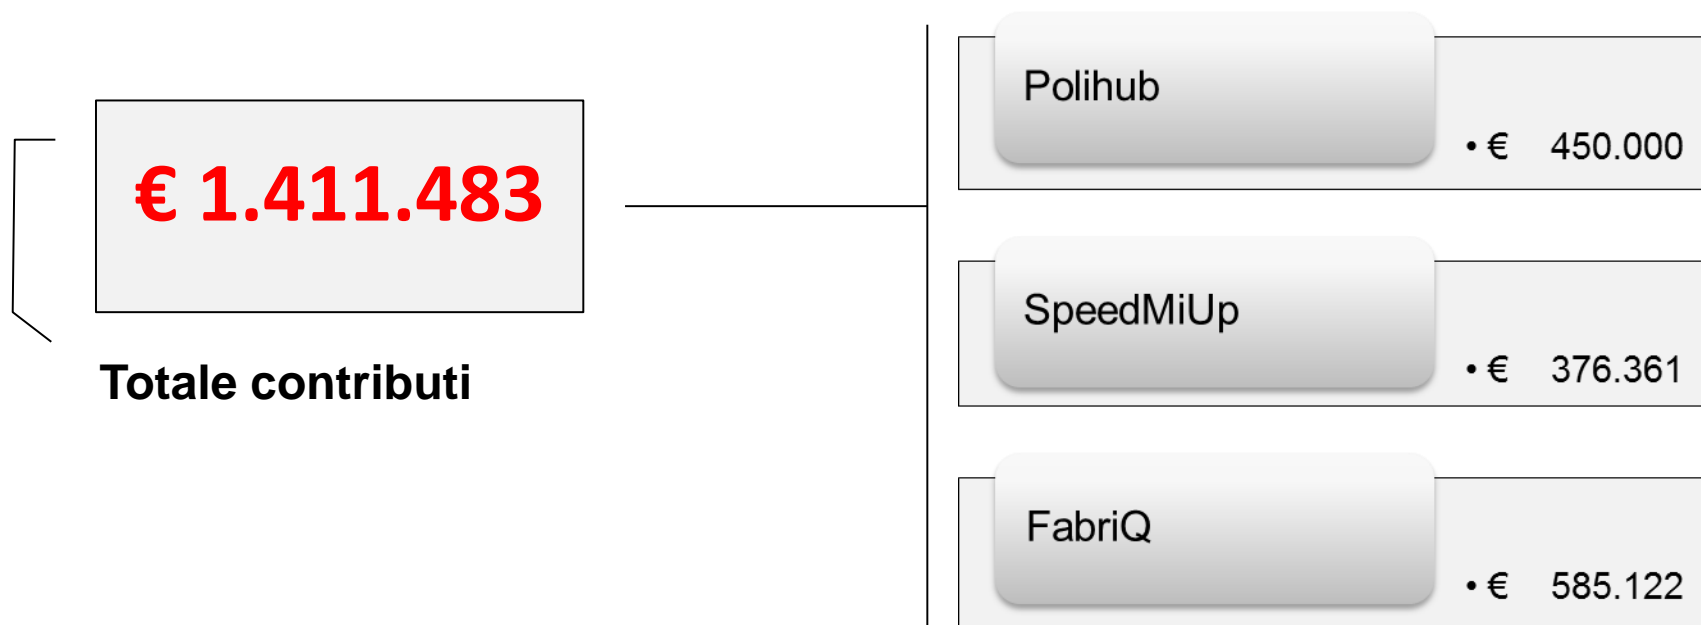 € 1.411.483
Totale contributi
Polihub
• € 450.000
SpeedMiUp
• € 376.361
FabriQ
• € 585.122